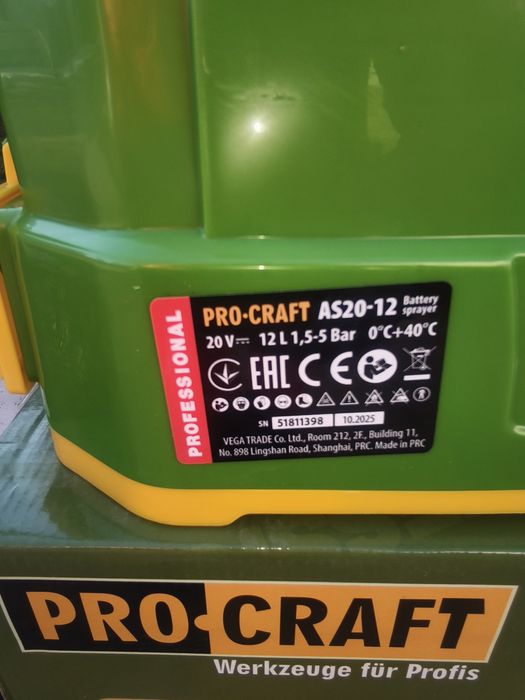 PROFESSIONAL
PRO·CRAFT AS20-12 Battery sprayer
20 V⎓ 12 L 1,5-5 Bar 0°C+40°C
EAC CE
SN 51811398 10.2025
VEGA TRADE Co. Ltd., Room 212, 2F., Building 11,
No. 898 Lingshan Road, Shanghai, PRC. Made in PRC
PRO·CRAFT
Werkzeuge für Profis